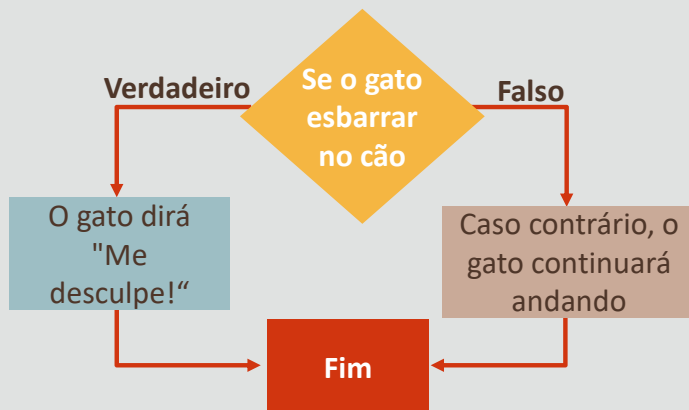 Se o gato
esbarrar
no cão
Verdadeiro
Falso
O gato dirá
"Me
desculpe!“
Caso contrário, o
gato continuará
andando
Fim